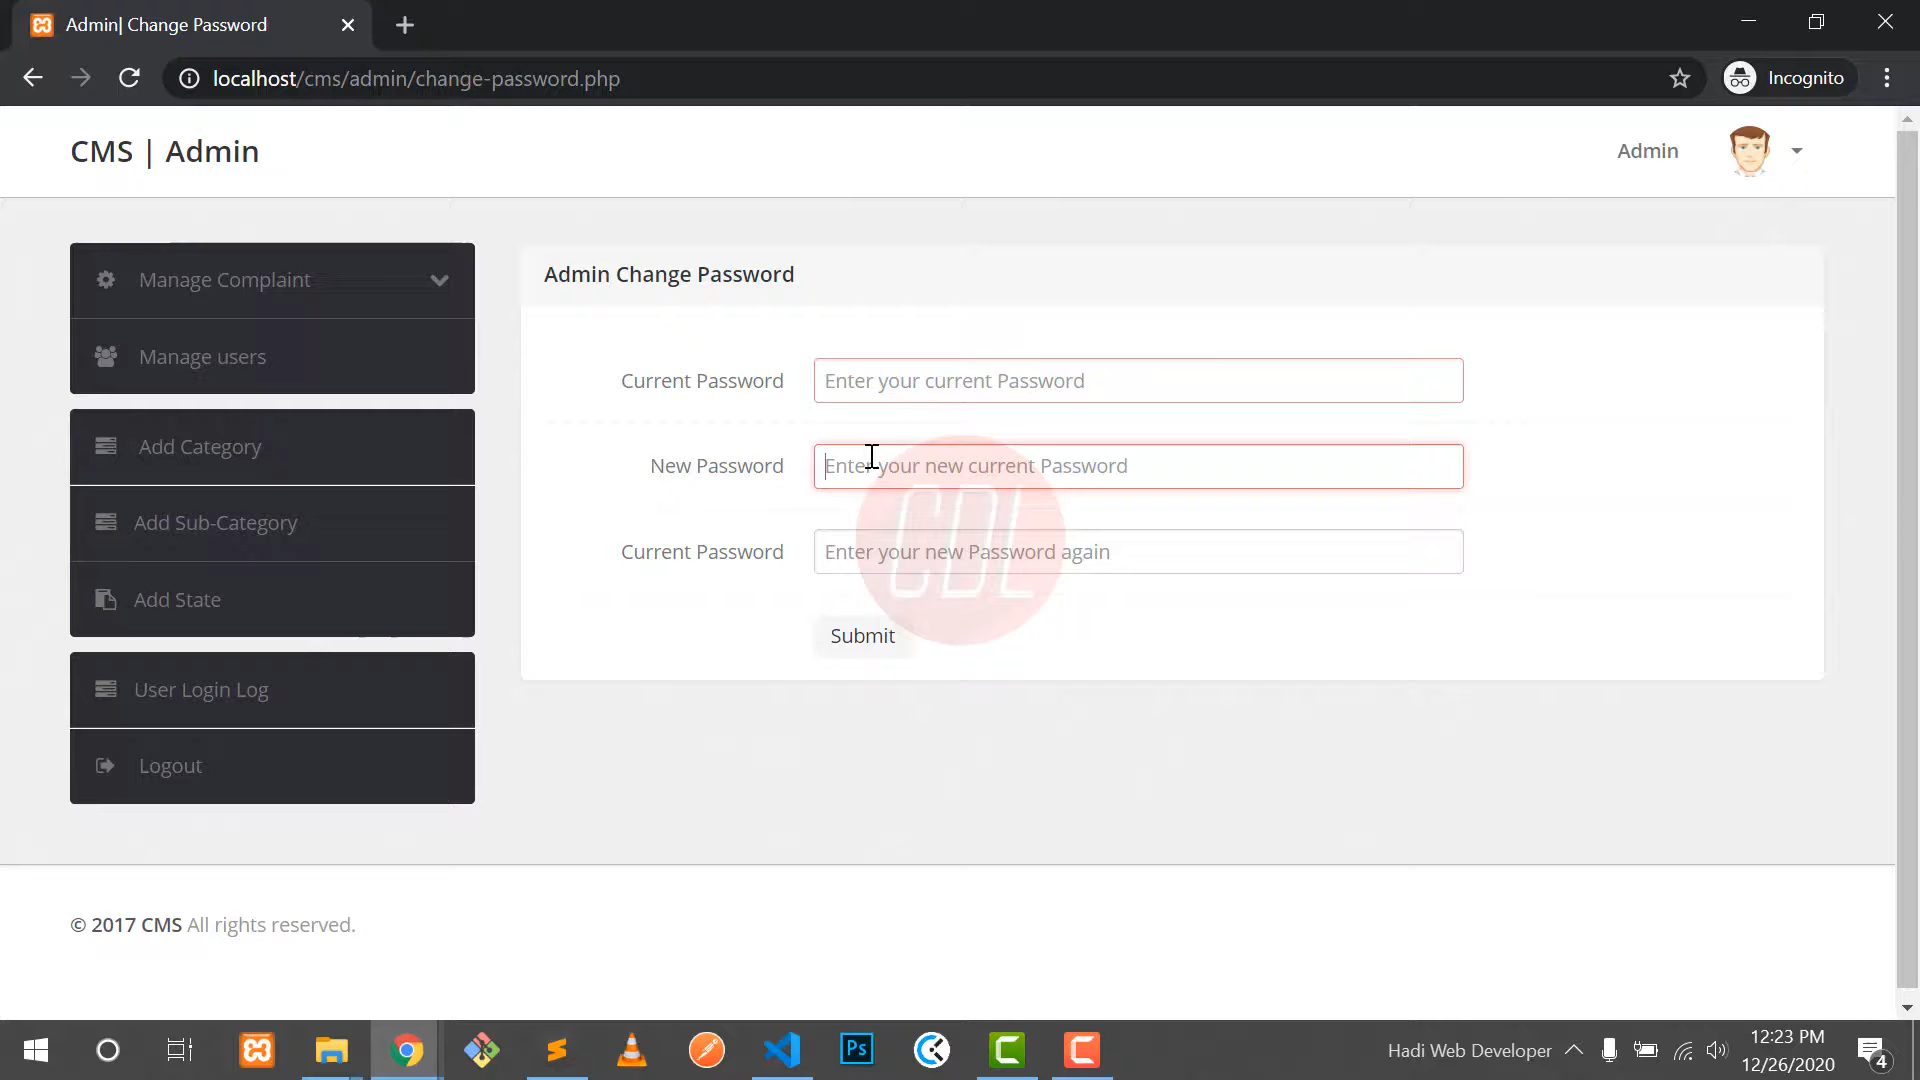 Admin| Change Password
localhost/cms/admin/change-password.php
Incognito
CMS | Admin
Admin
Manage Complaint
Manage users
Add Category
Add Sub-Category
Add State
User Login Log
Logout
Admin Change Password
Current Password
Enter your current Password
New Password
Enter your new current Password
Current Password
Enter your new Password again
CDL
Submit
© 2017 CMS All rights reserved.
Ps
Hadi Web Developer
12:23 PM
12/26/2020
4